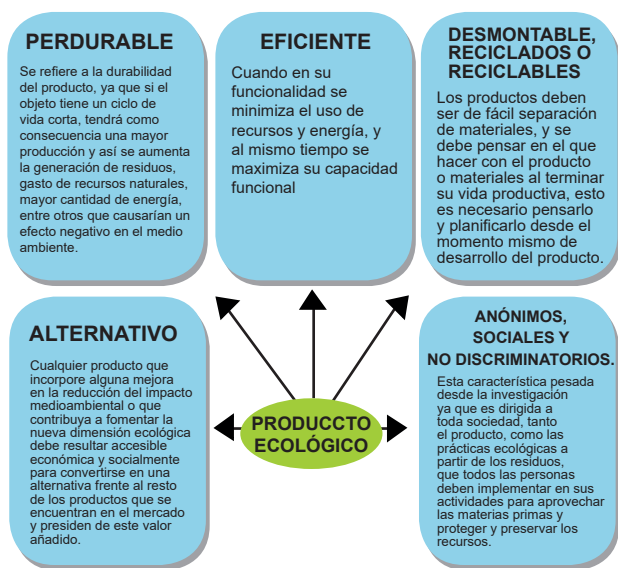 PERDURABLE
Se refiere a la durabilidad
del producto, ya que si el
objeto tiene un ciclo de
vida corta, tendrá como
consecuencia una mayor
producción y así se aumenta
la generación de residuos,
gasto de recursos naturales,
mayor cantidad de energía,
entre otros que causarían un
efecto negativo en el medio
ambiente.
EFICIENTE
Cuando en su
funcionalidad se
minimiza el uso de
recursos y energía, y
al mismo tiempo se
maximiza su capacidad
funcional
DESMONTABLE,
RECICLADOS O
RECICLABLES
Los productos deben
ser de fácil separación
de materiales, y se
debe pensar en el que
hacer con el producto
o materiales al terminar
su vida productiva, esto
es necesario pensarlo
y planificarlo desde el
momento mismo de
desarrollo del producto.
ALTERNATIVO
Cualquier producto que
incorpore alguna mejora
en la reducción del impacto
medioambiental o que
contribuya a fomentar la
nueva dimensión ecológica
debe resultar accesible
económica y socialmente
para convertirse en una
alternativa frente al resto
de los productos que se
encuentran en el mercado
y presiden de este valor
añadido.
PRODUCCTO
ECOLÓGICO
ANÓNIMOS,
SOCIALES Y
NO DISCRIMINATORIOS.
Esta característica pesada
desde la investigación
ya que es dirigida a
toda sociedad, tanto
el producto, como las
prácticas ecológicas a
partir de los residuos,
que todos las personas
deben implementar en sus
actividades para aprovechar
las materias primas y
proteger y preservar los
recursos.